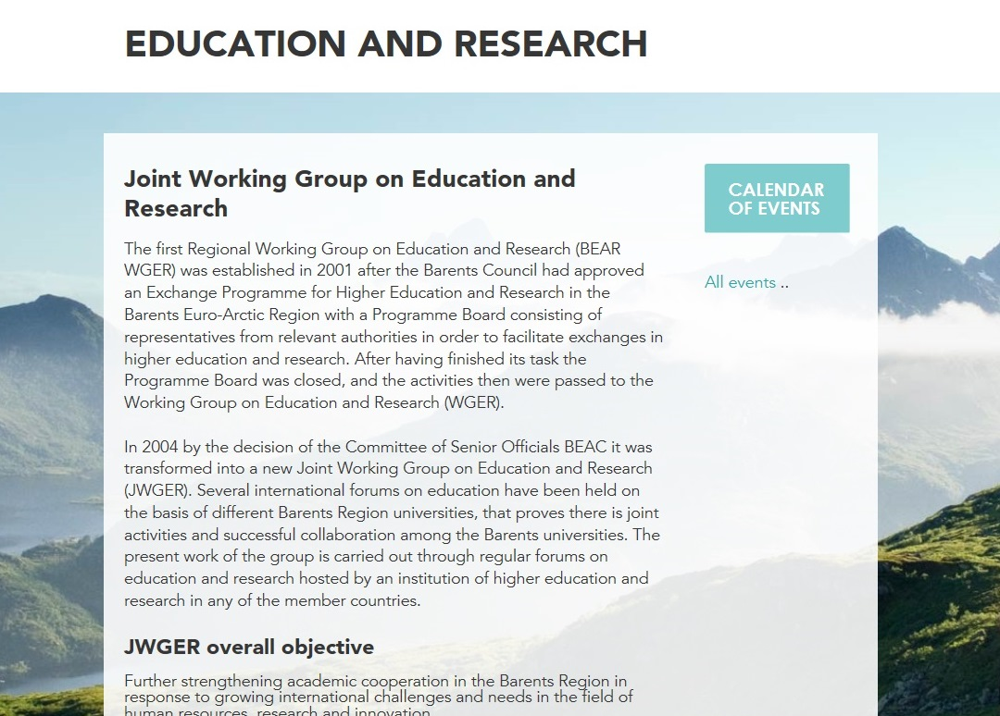 EDUCATION AND RESEARCH
Joint Working Group on Education and
Research
The first Regional Working Group on Education and Research (BEAR
WGER) was established in 2001 after the Barents Council had approved
an Exchange Programme for Higher Education and Research in the
Barents Euro-Arctic Region with a Programme Board consisting of
representatives from relevant authorities in order to facilitate exchanges in
higher education and research. After having finished its task the
Programme Board was closed, and the activities then were passed to the
Working Group on Education and Research (WGER).
In 2004 by the decision of the Committee of Senior Officials BEAC it was
transformed into a new Joint Working Group on Education and Research
(JWGER). Several international forums on education have been held on
the basis of different Barents Region universities, that proves there is joint
activities and successful collaboration among the Barents universities. The
present work of the group is carried out through regular forums on
education and research hosted by an institution of higher education and
research in any of the member countries.
JWGER overall objective
Further strengthening academic cooperation in the Barents Region in
response to growing international challenges and needs in the field of
human resources, research and innovation.
CALENDAR
OF EVENTS
All events ..